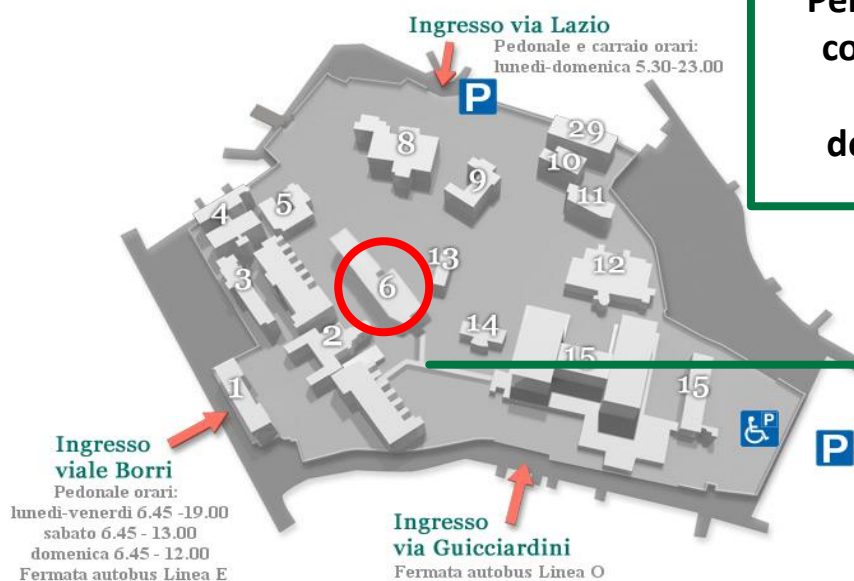 Ingresso via Lazio
Pedonale e carraio orari:
lunedì-domenica 5.30-23.00
P
8
29
10
9
11
4
5
3
6
13
12
2
14
15
1
15
P
P
Ingresso
viale Borri
Pedonale orari:
lunedì-venerdì 6.45 -19.00
sabato 6.45 - 13.00
domenica 6.45 - 12.00
Fermata autobus Linea E
Ingresso
via Guicciardini
Fermata autobus Linea O